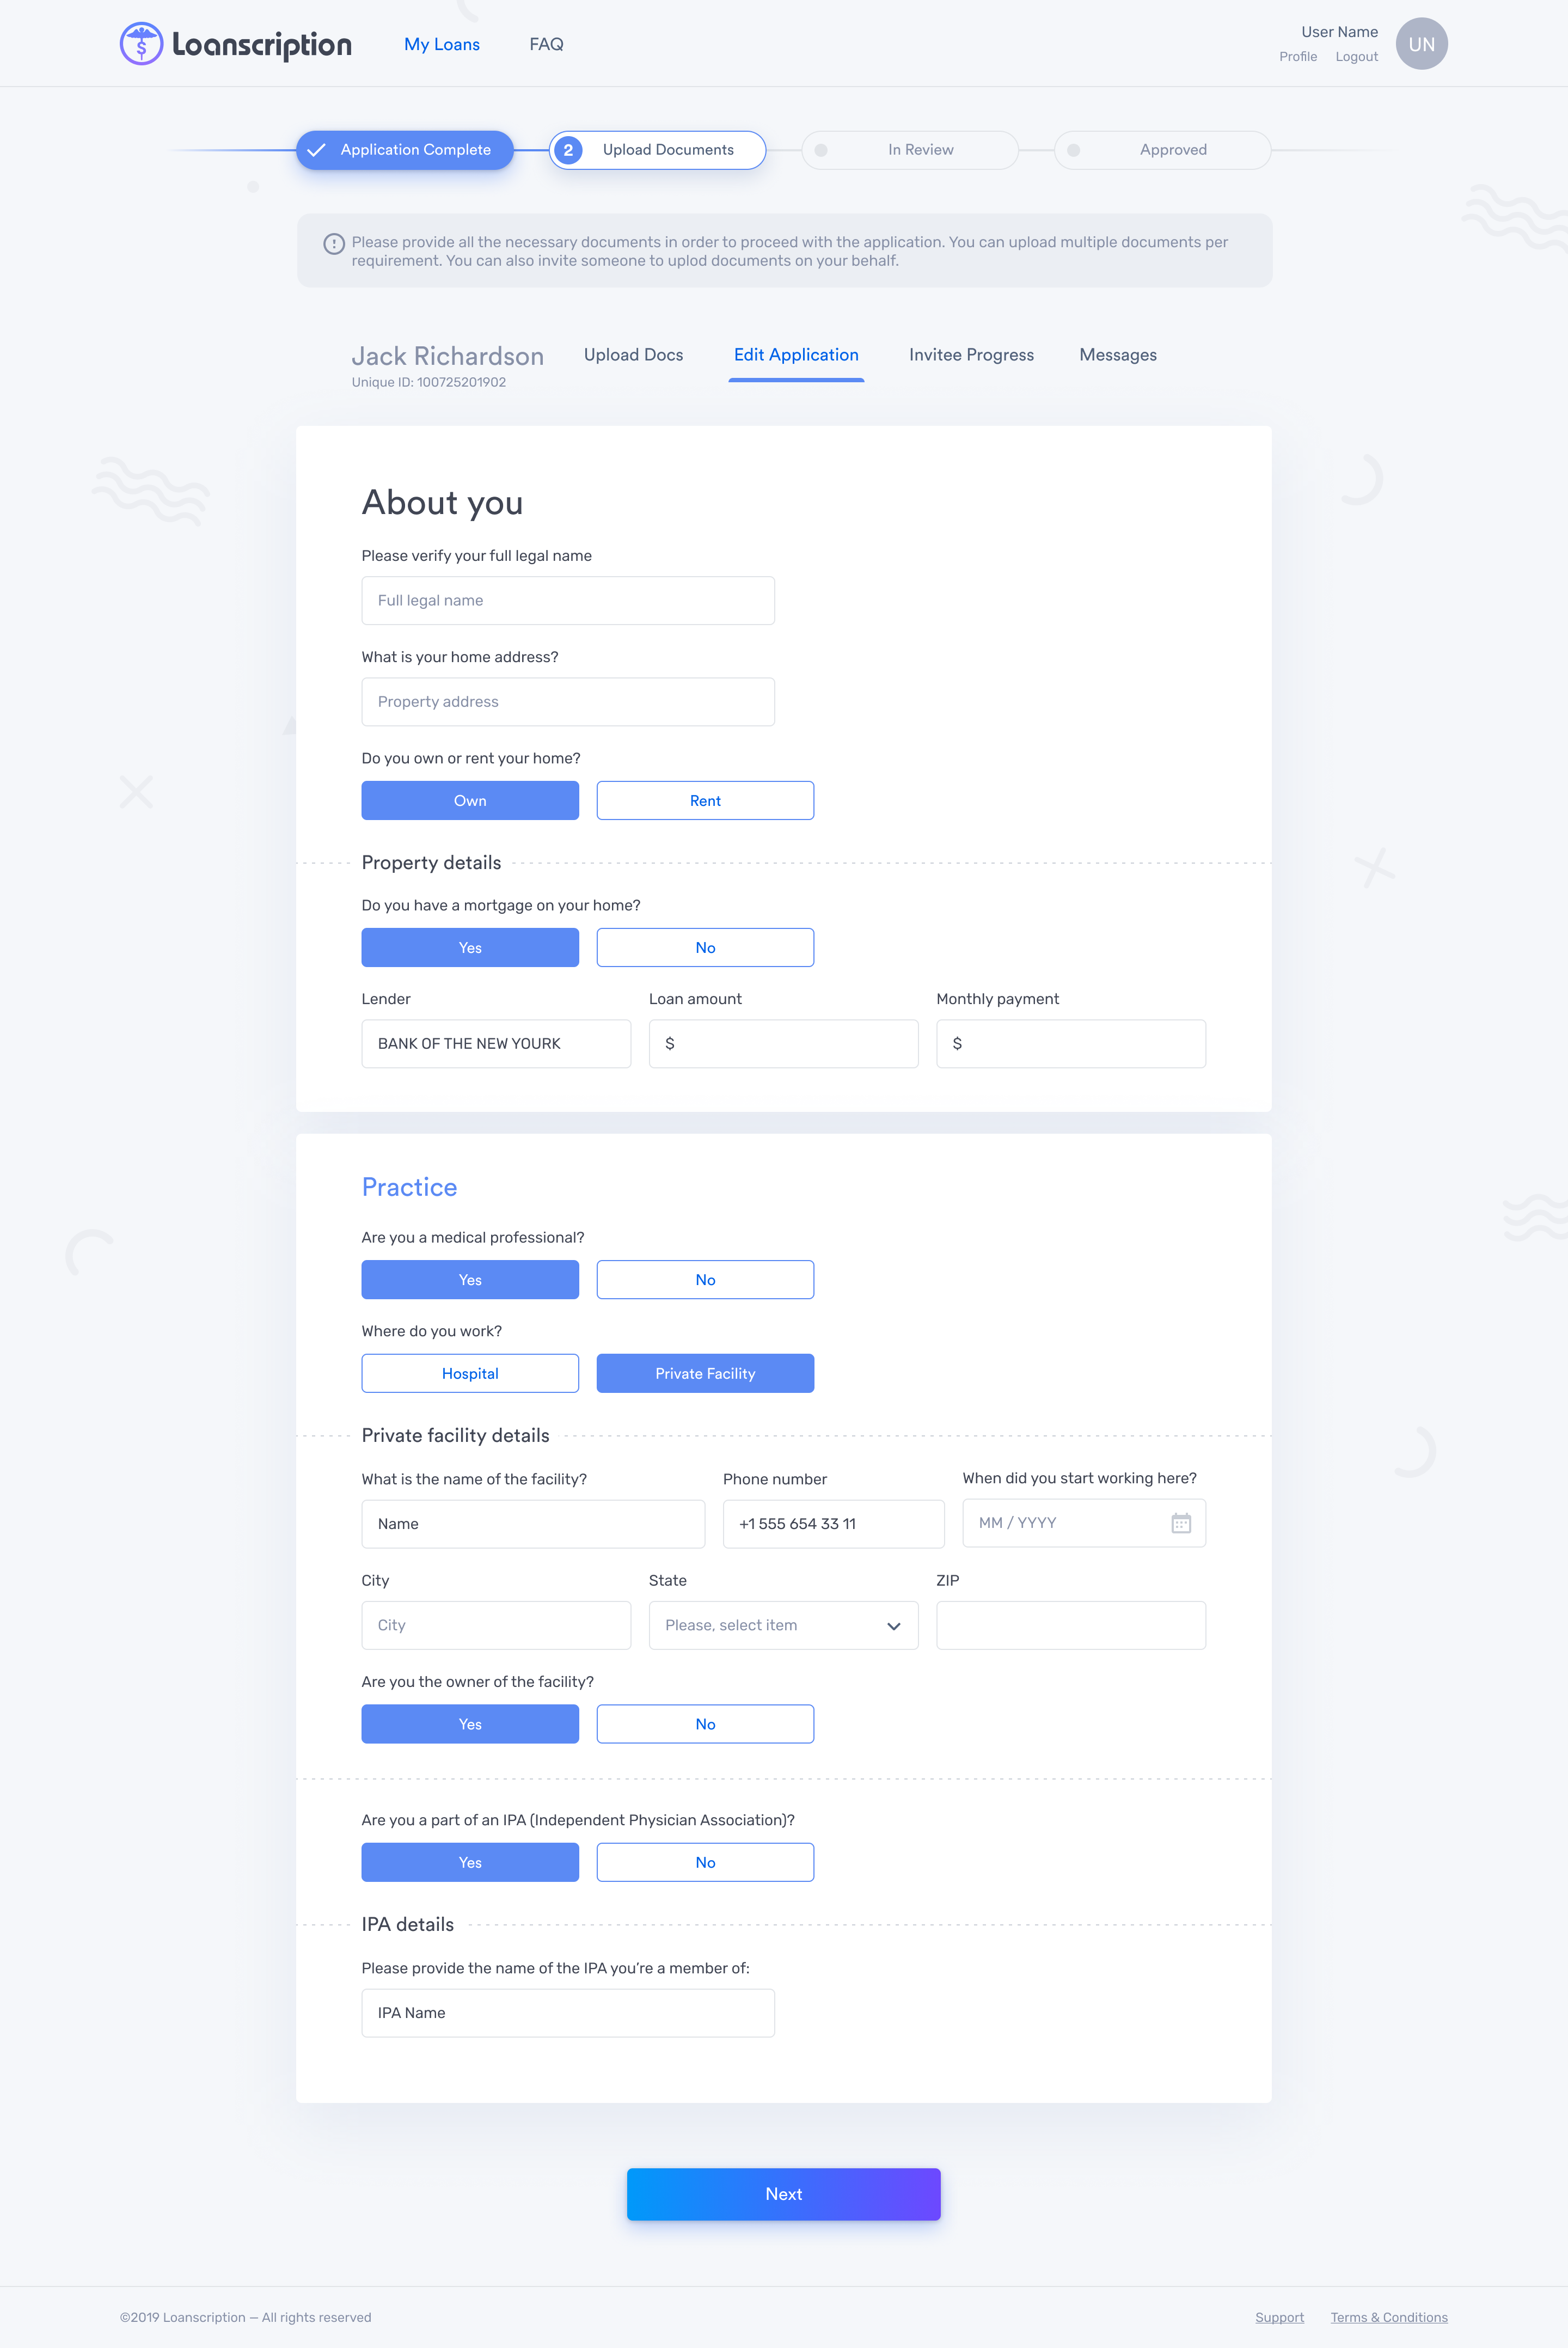 Loanscription
My Loans
FAQ
User Name
Profile
Logout
UN
Application Complete
2
Upload Documents
In Review
Approved
Please provide all the necessary documents in order to proceed with the application. You can upload multiple documents per
requirement. You can also invite someone to uplod documents on your behalf.
Jack Richardson
Unique ID: 100725201902
Upload Docs
Edit Application
Invitee Progress
Messages
About you
Please verify your full legal name
Full legal name
What is your home address?
Property address
Do you own or rent your home?
Own
Rent
Property details
Do you have a mortgage on your home?
Yes
No
Lender
Loan amount
Monthly payment
BANK OF THE NEW YOURK
$
$
Practice
Are you a medical professional?
Yes
No
Where do you work?
Hospital
Private Facility
Private facility details
What is the name of the facility?
Phone number
When did you start working here?
Name
+1 555 654 33 11
MM / YYYY
City
State
ZIP
City
Please, select item
Are you the owner of the facility?
Yes
No
Are you a part of an IPA (Independent Physician Association)?
Yes
No
IPA details
Please provide the name of the IPA you’re a member of:
IPA Name
Next
©2019 Loanscription — All rights reserved
Support
Terms & Conditions